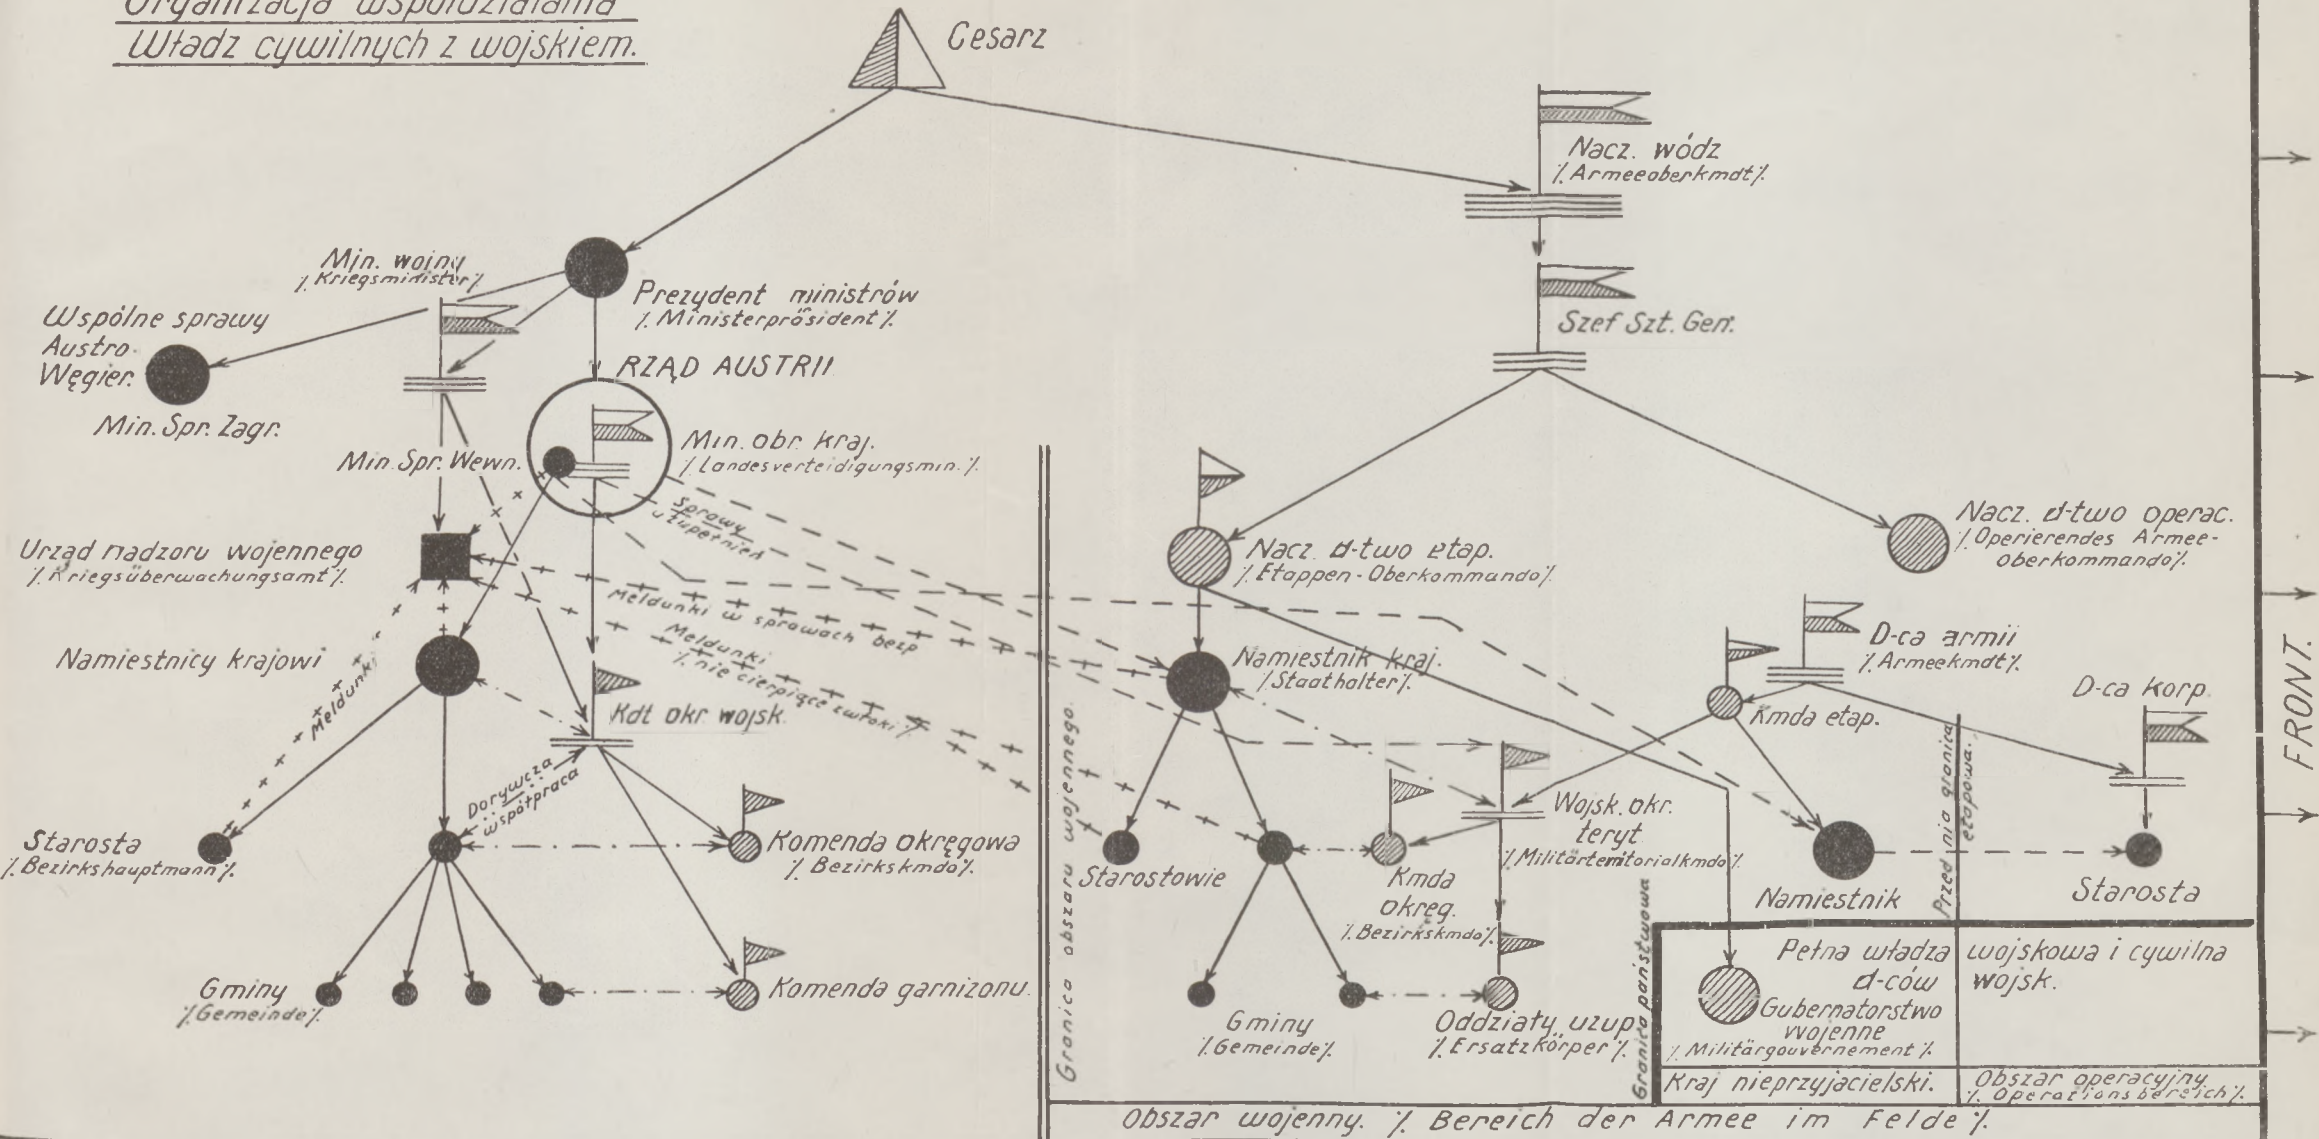 Organizacja współdziałania
Władz cywilnych z wojskiem.
Cesarz
Nacz. wódz
⁒ Armeeoberkmdt ⁒
Min. wojny
⁒ Kriegsminister ⁒
Prezydent ministrów
⁒ Ministerpräsident ⁒
Wspólne sprawy
Austro-
Węgier.
Min. Spr. Zagr.
RZĄD AUSTRII
Szef Szt. Gen.
Min. Spr. Wewn.
Min. obr. kraj.
⁒ Landesverteidigungsmin. ⁒
Sprawy
uzupełnień
Urząd nadzoru wojennego
⁒ Kriegsüberwachungsamt ⁒
Nacz. d-two etap.
⁒ Etappen-Oberkommando ⁒
Nacz. d-two operac.
⁒ Operierendes Armee-
oberkommando ⁒
Meldunki w sprawach bezp
Meldunki
⁒ nie cierpiące zwłoki ⁒
Namiestnicy krajowi
Meldunki
Kdt okr. wojsk.
Namiestnik kraj.
⁒ Staathalter ⁒
D-ca armii
⁒ Armeekmdt ⁒
Kmda etap.
D-ca korp.
Dorywcza
współpraca
Starosta
⁒ Bezirkshauptmann ⁒
Komenda okręgowa
⁒ Bezirkskmdo ⁒
Gminy
⁒ Gemeinde ⁒
Komenda garnizonu.
Granica obszaru wojennego.
Starostowie
Kmda
okręg.
⁒ Bezirkskmdo ⁒
Wojsk. okr.
teryt
⁒ Militärterritorialkmdo ⁒
Gminy
⁒ Gemeinde ⁒
Oddziały uzup.
⁒ Ersatzkörper ⁒
Granica państwowa
Namiestnik
Przednia granica
etapowa.
Starosta
Pełna władza wojskowa i cywilna
d-ców wojsk.
Gubernatorstwo
wojenne
⁒ Militärgouvernement ⁒
Kraj nieprzyjacielski.
Obszar operacyjny
⁒ Operationsbereich ⁒
Obszar wojenny. ⁒ Bereich der Armee im Felde ⁒
FRONT.